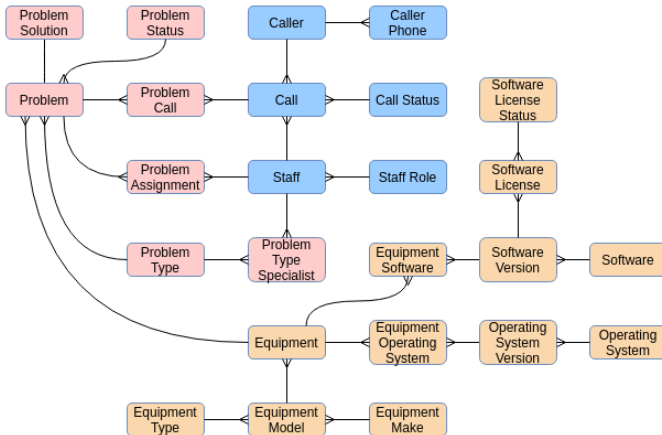 Problem
Solution
Problem
Status
Caller
Caller
Phone
Problem
Problem
Call
Call
Call Status
Software
License
Status
Problem
Assignment
Staff
Staff Role
Software
License
Problem
Type
Problem
Type
Specialist
Equipment
Software
Software
Version
Software
Equipment
Equipment
Operating
System
Operating
System
Version
Operating
System
Equipment
Type
Equipment
Model
Equipment
Make